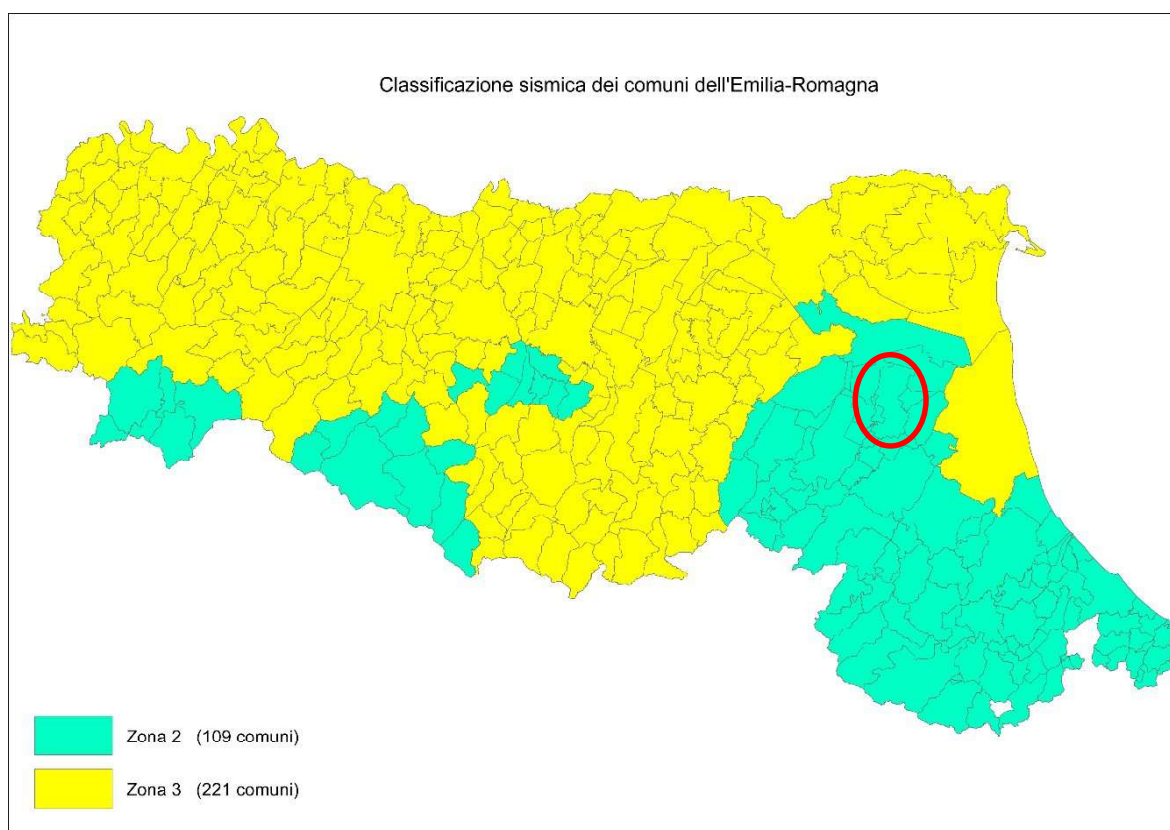 Classificazione sismica dei comuni dell'Emilia-Romagna
Zona 2 (109 comuni)
Zona 3 (221 comuni)